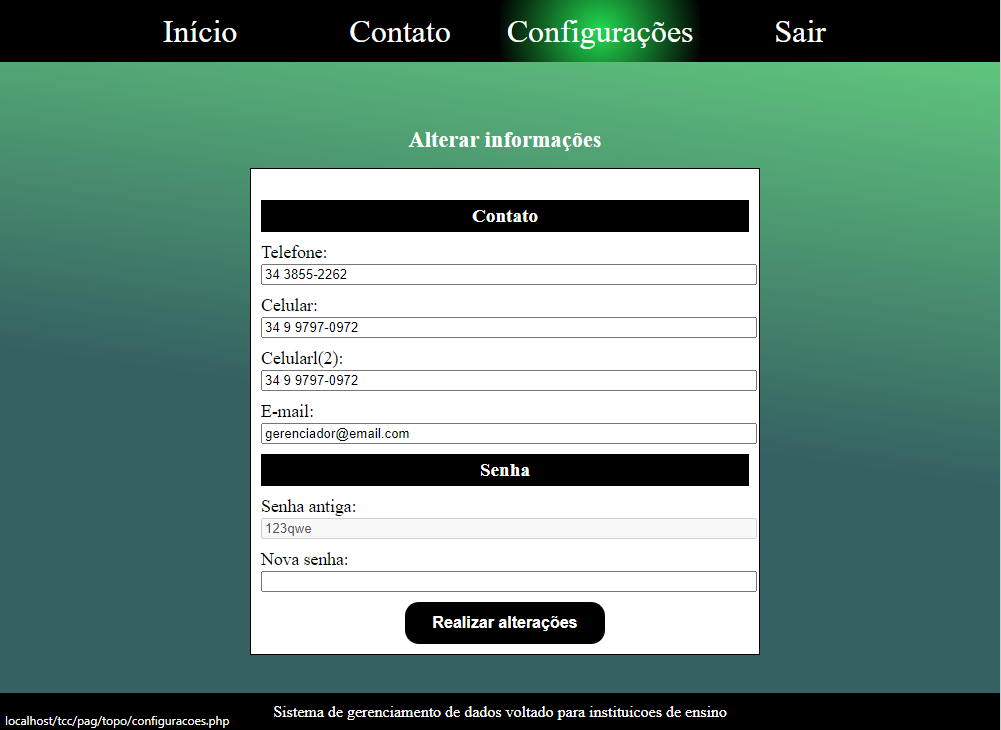 Início Contato Configurações Sair
Alterar informações
Contato
Telefone:
34 3855-2262
Celular:
34 9 9797-0972
Celularl(2):
34 9 9797-0972
E-mail:
gerenciador@email.com
Senha
Senha antiga:
123qwe
Nova senha:
Realizar alterações
Sistema de gerenciamento de dados voltado para instituicoes de ensino
localhost/tcc/pag/topo/configuracoes.php